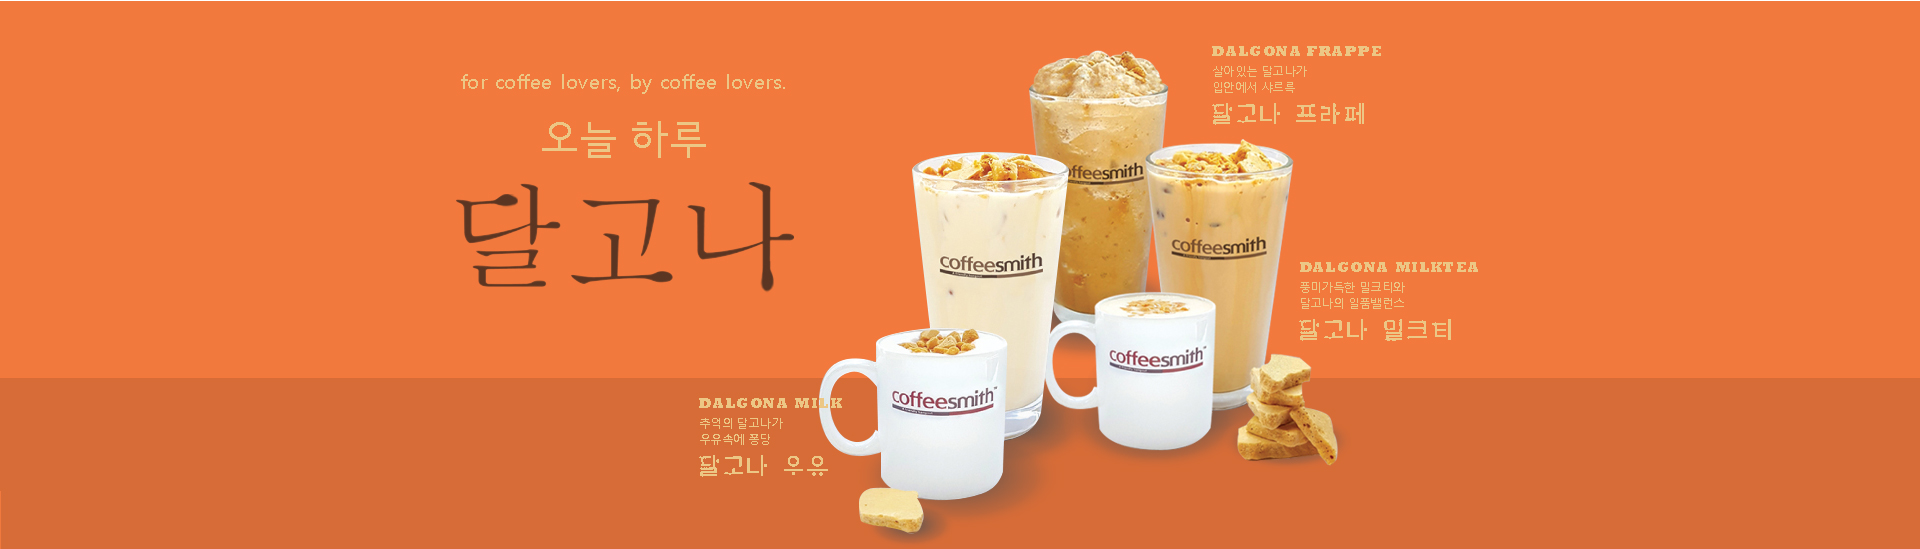 for coffee lovers, by coffee lovers.
오늘 하루
달고나
DALGONA FRAPPE
살아있는 달고나가
입안에서 샤르륵
달고나 프라페
coffeesmith
coffeesmith
coffeesmith
DALGONA MILKTEA
풍미가득한 밀크티와
달고나의 일품밸런스
달고나 밀크티
coffeesmith
coffeesmith
DALGONA MILK
추억의 달고나가
우유속에 퐁당
달고나 우유